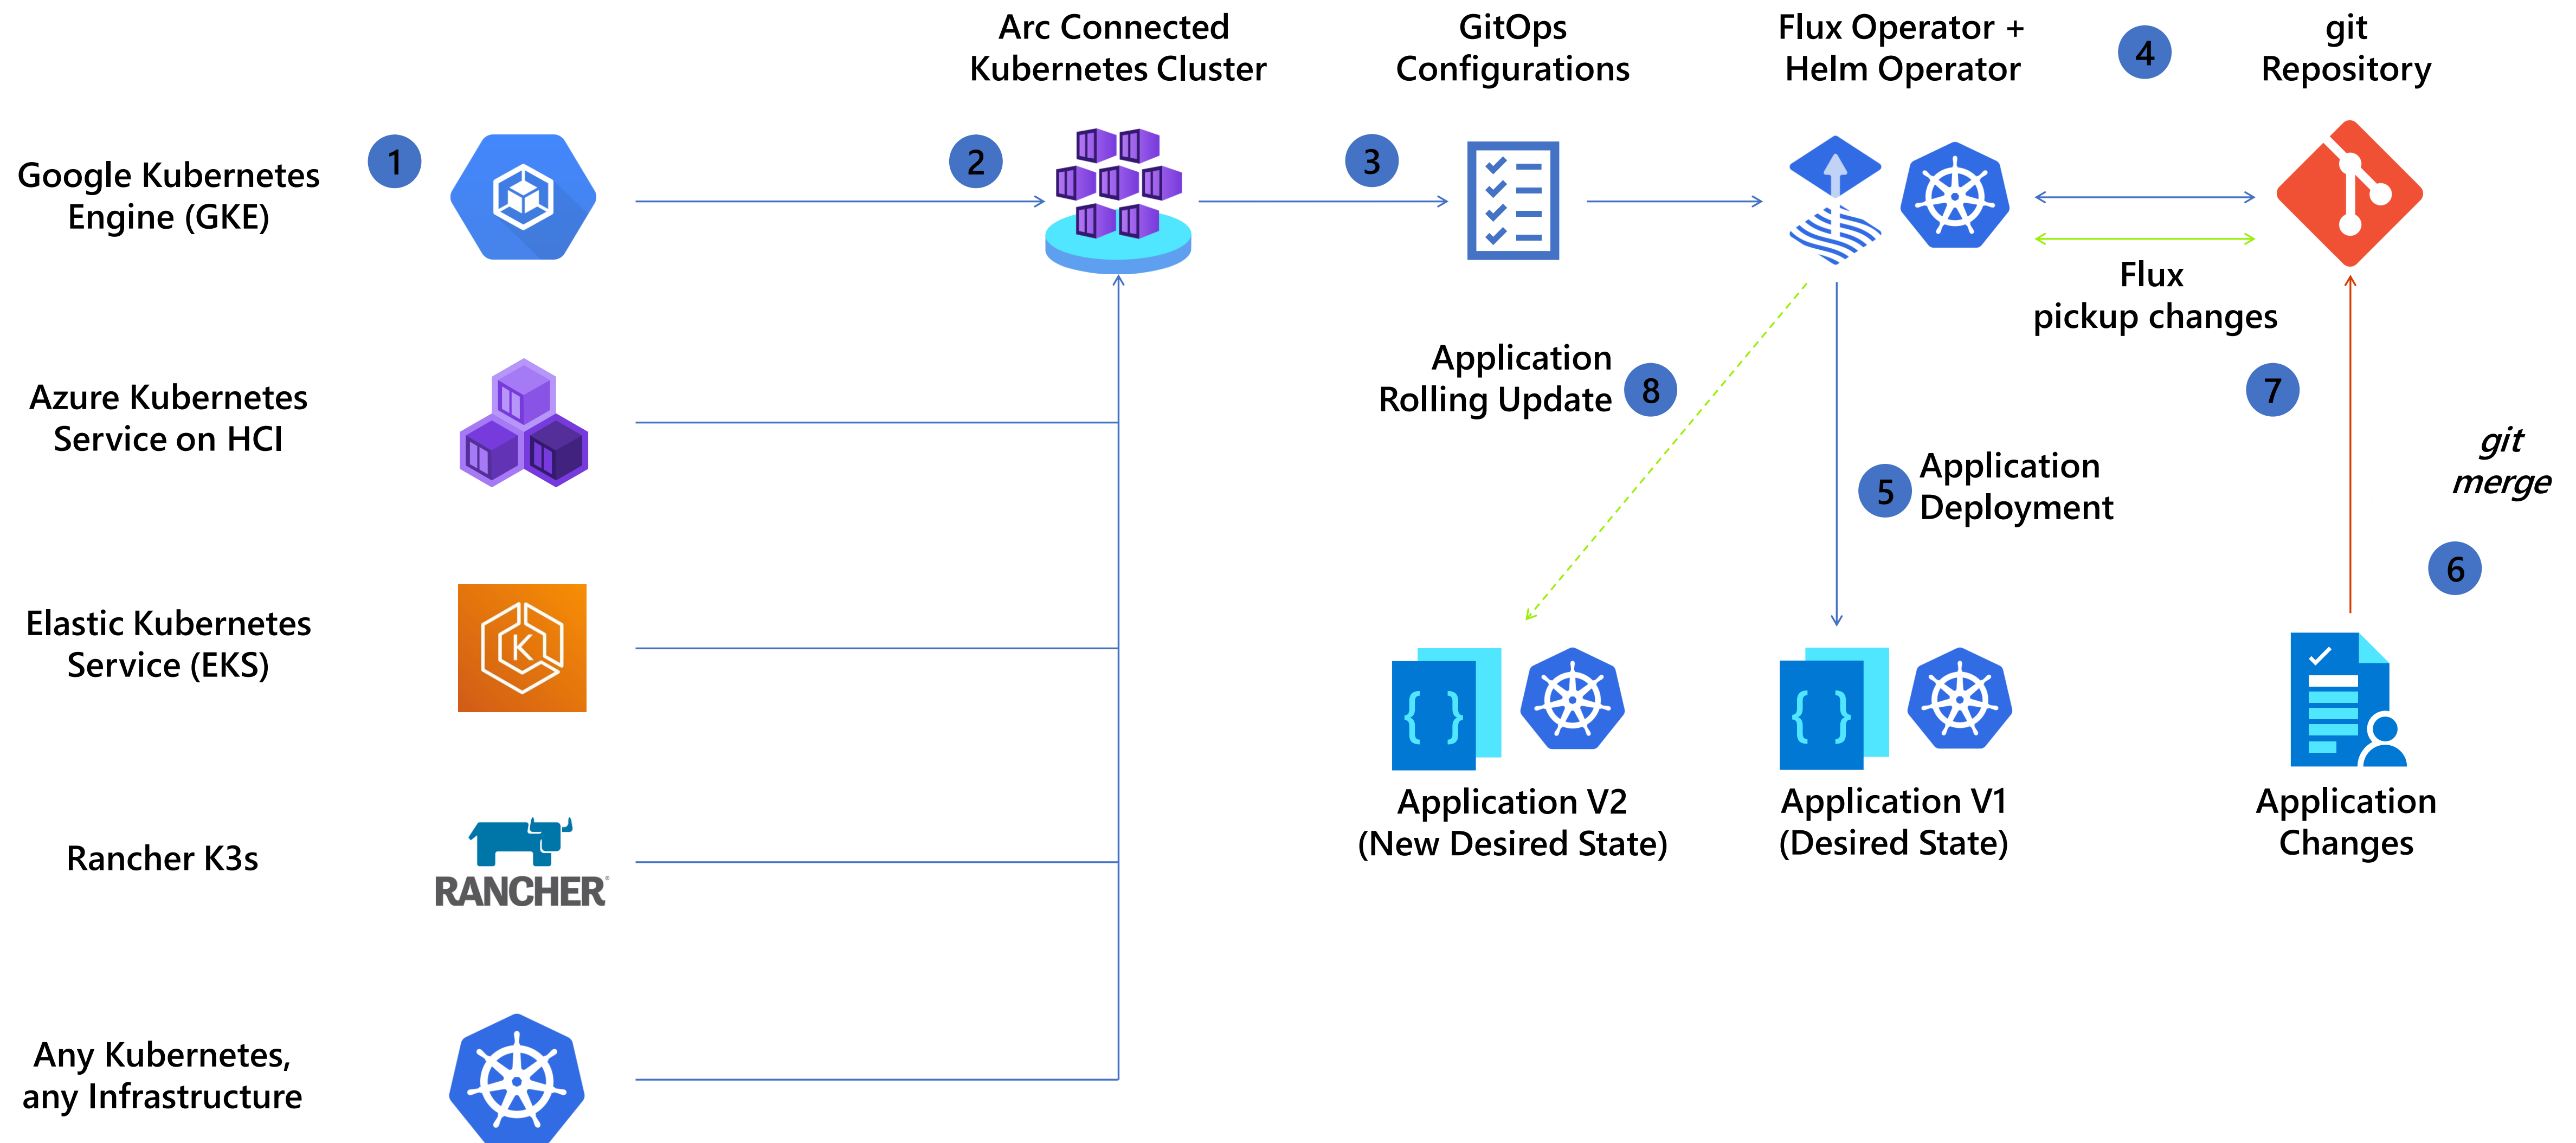 Arc Connected
Kubernetes Cluster
GitOps
Configurations
Flux Operator +
Helm Operator
4
git
Repository
Google Kubernetes
Engine (GKE)
1
2
3
Flux
pickup changes
Application
Rolling Update
8
7
Azure Kubernetes
Service on HCI
git
merge
5
Application
Deployment
6
Elastic Kubernetes
Service (EKS)
K
{ }
{ }
Application V2
(New Desired State)
Application V1
(Desired State)
Application
Changes
Rancher K3s
RANCHER®
Any Kubernetes,
any Infrastructure